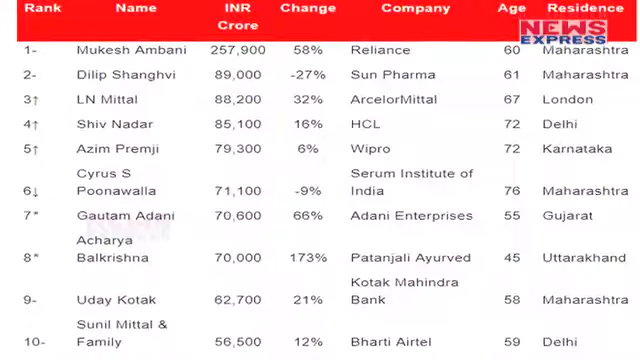 Rank Name INR Crore Change Company Age Residence
NEWS EXPRESS
1- Mukesh Ambani 257,900 58% Reliance 60 Maharashtra
2- Dilip Shanghvi 89,000 -27% Sun Pharma 61 Maharashtra
3↑ LN Mittal 88,200 32% ArcelorMittal 67 London
4↑ Shiv Nadar 85,100 16% HCL 72 Delhi
5↑ Azim Premji 79,300 6% Wipro 72 Karnataka
6↓ Cyrus S Poonawalla 71,100 -9% Serum Institute of India 76 Maharashtra
7* Gautam Adani 70,600 66% Adani Enterprises 55 Gujarat
8* Acharya Balkrishna 70,000 173% Patanjali Ayurved 45 Uttarakhand
9- Uday Kotak 62,700 21% Kotak Mahindra Bank 58 Maharashtra
10- Sunil Mittal & Family 56,500 12% Bharti Airtel 59 Delhi